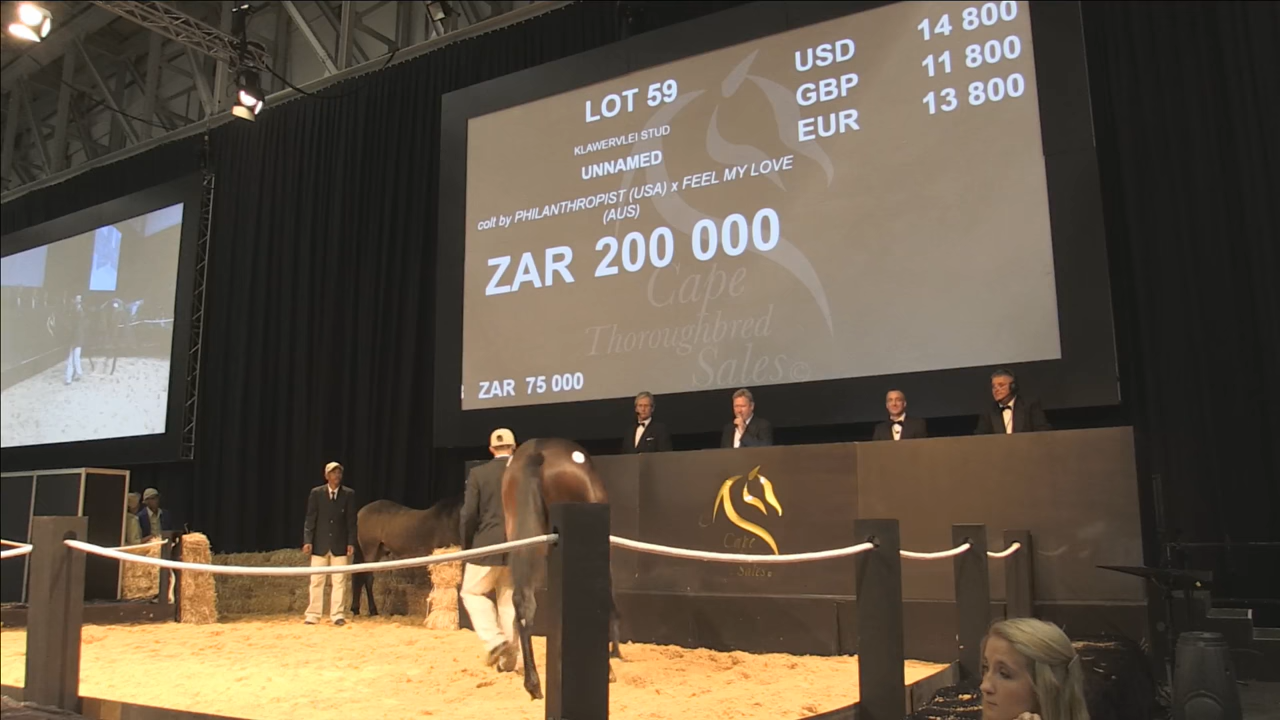 LOT 59
KLAWERVLEI STUD
UNNAMED
colt by PHILANTHROPIST (USA) x FEEL MY LOVE
(AUS)
ZAR 200 000
USD 14 800
GBP 11 800
EUR 13 800
Cape
Thoroughbred
Sales©
ZAR 75 000
Cape
Sales